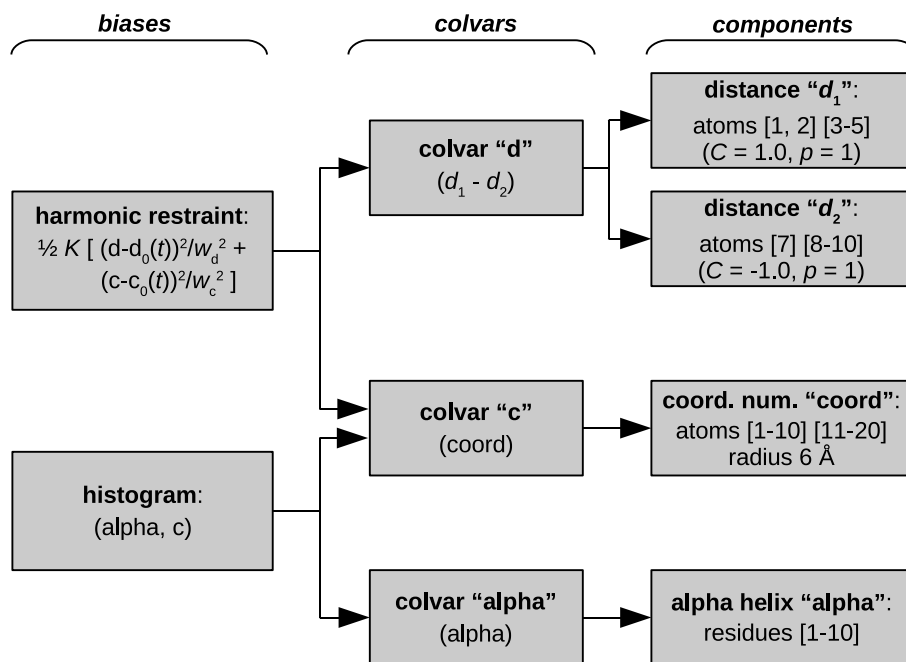 biases
colvars
components
harmonic restraint:
½ K [ (d-d₀(t))²/w_d² +
(c-c₀(t))²/w_c² ]
histogram:
(alpha, c)
colvar “d”
(d₁ - d₂)
colvar “c”
(coord)
colvar “alpha”
(alpha)
distance “d₁”:
atoms [1, 2] [3-5]
(C = 1.0, p = 1)
distance “d₂”:
atoms [7] [8-10]
(C = -1.0, p = 1)
coord. num. “coord”:
atoms [1-10] [11-20]
radius 6 Å
alpha helix “alpha”:
residues [1-10]